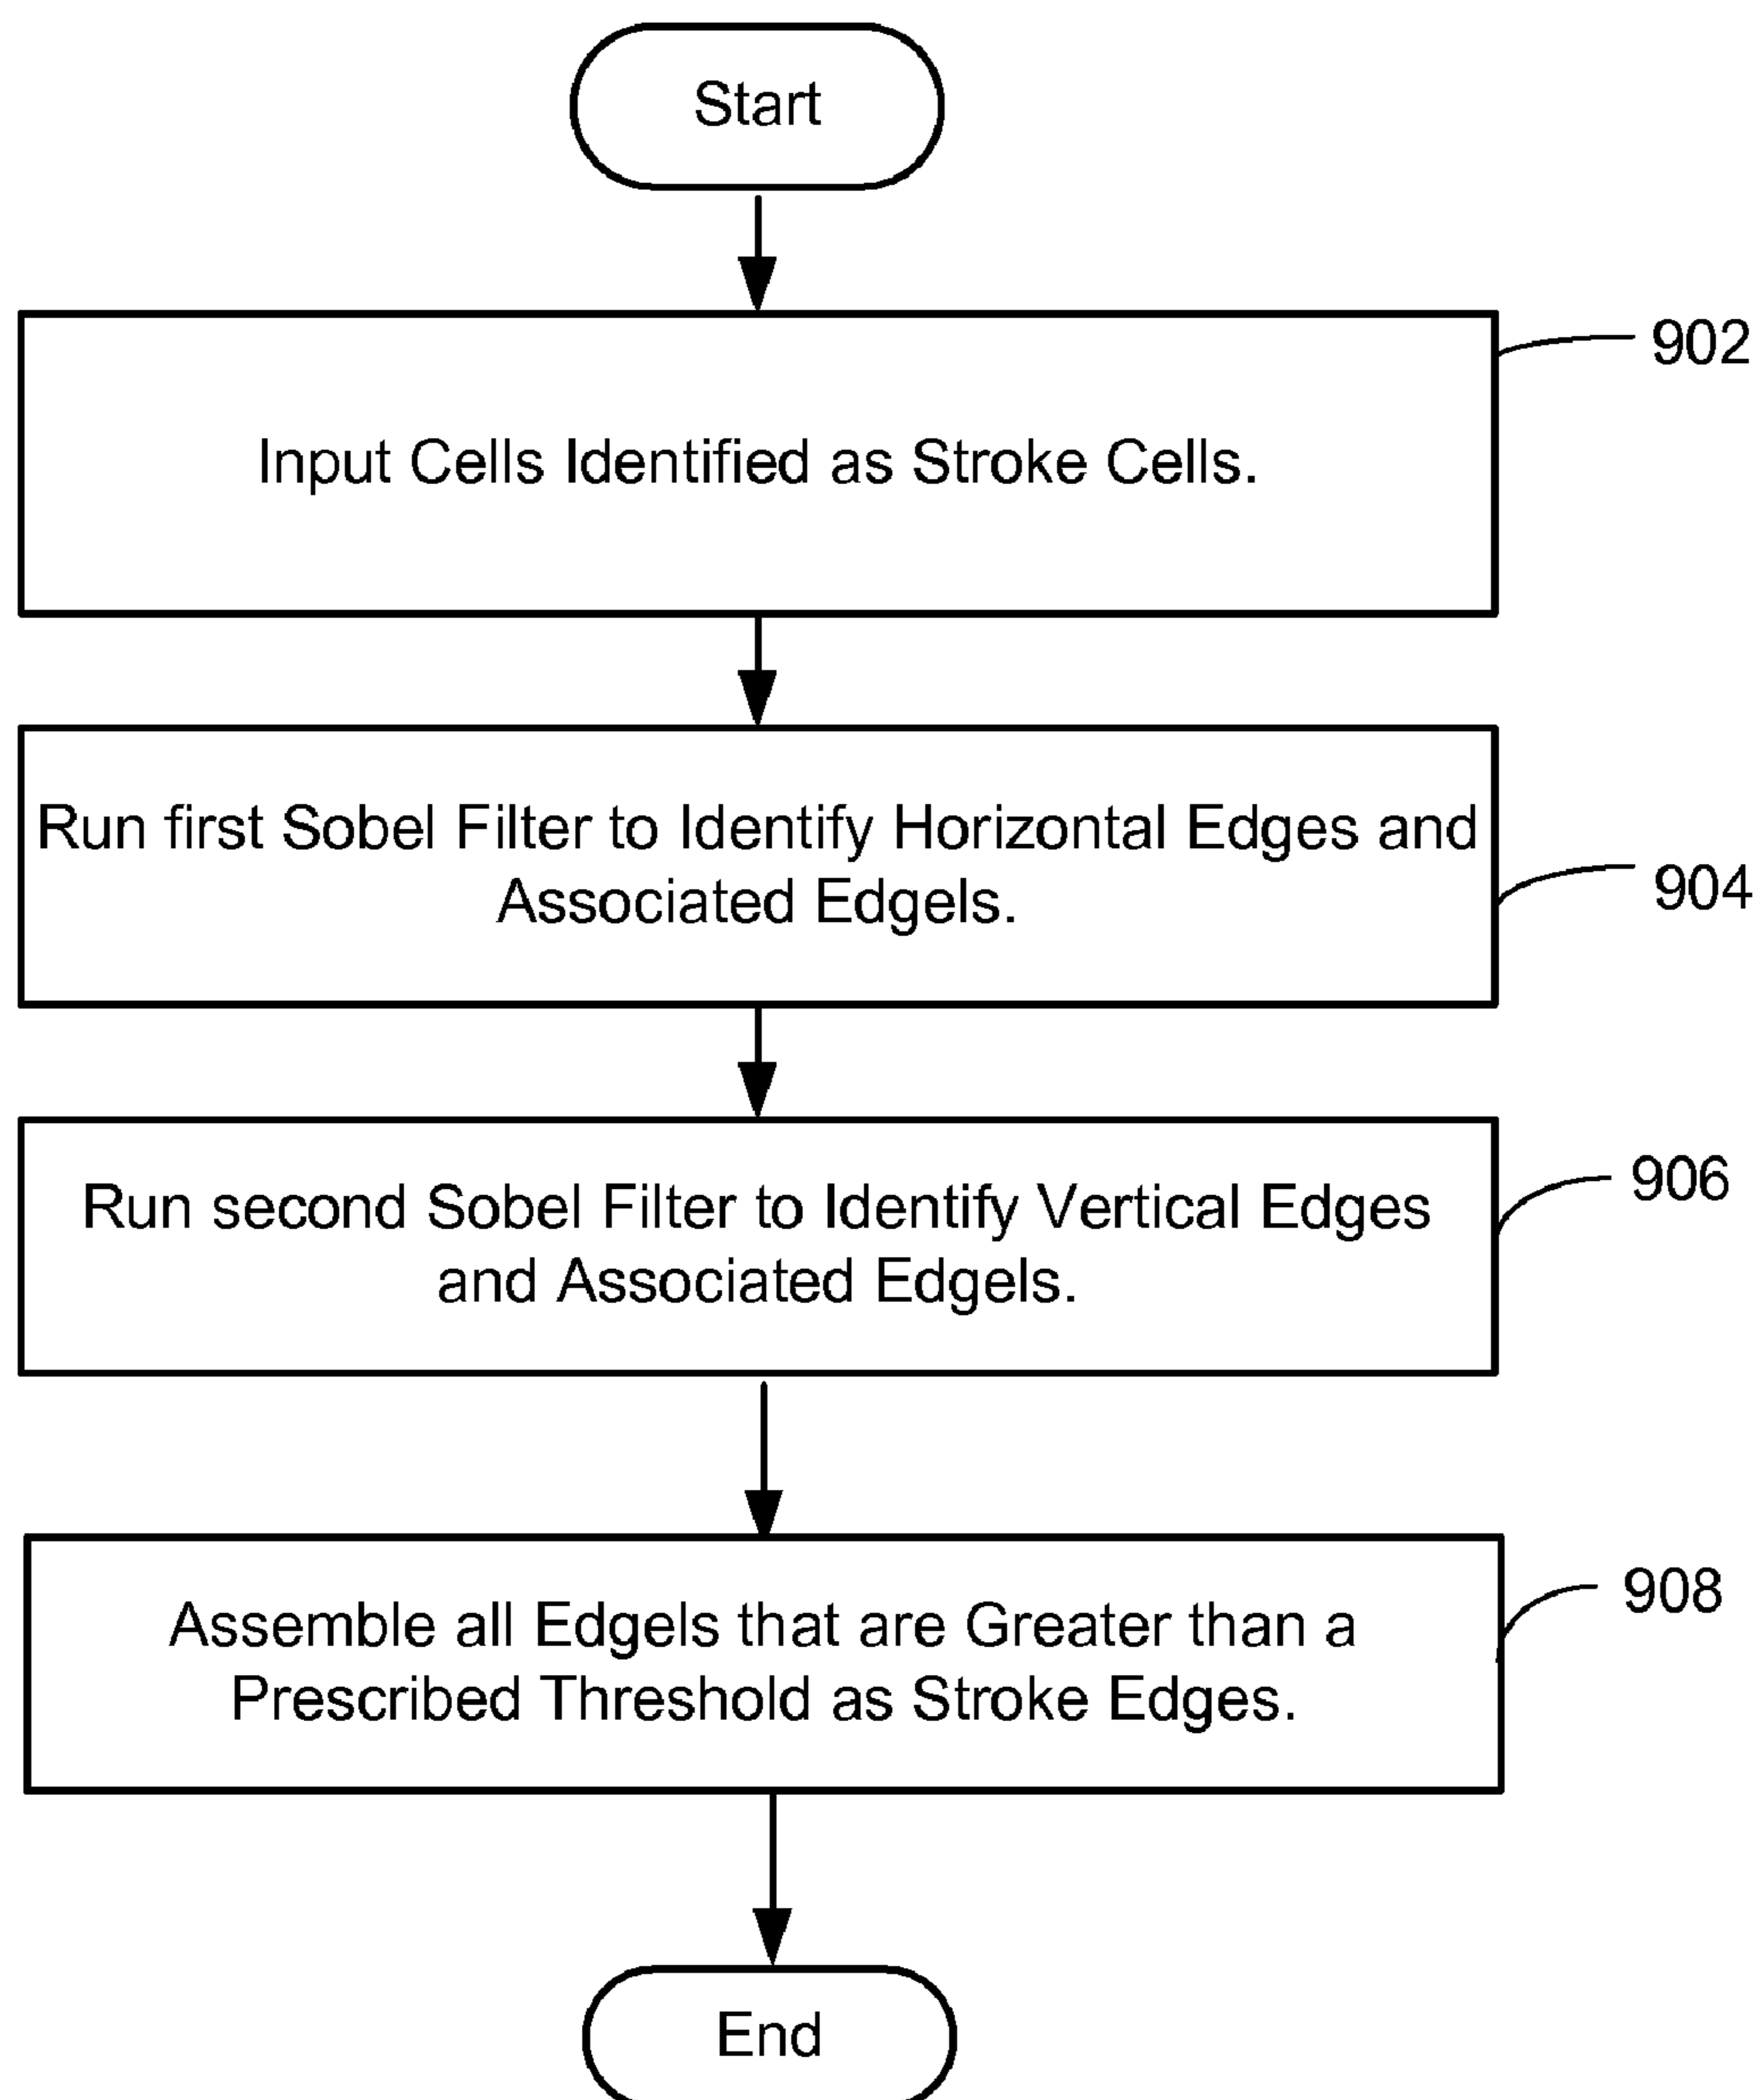 Start
902
Input Cells Identified as Stroke Cells.
Run first Sobel Filter to Identify Horizontal Edges and
Associated Edgels.
904
Run second Sobel Filter to Identify Vertical Edges
and Associated Edgels.
906
Assemble all Edgels that are Greater than a
Prescribed Threshold as Stroke Edges.
908
End